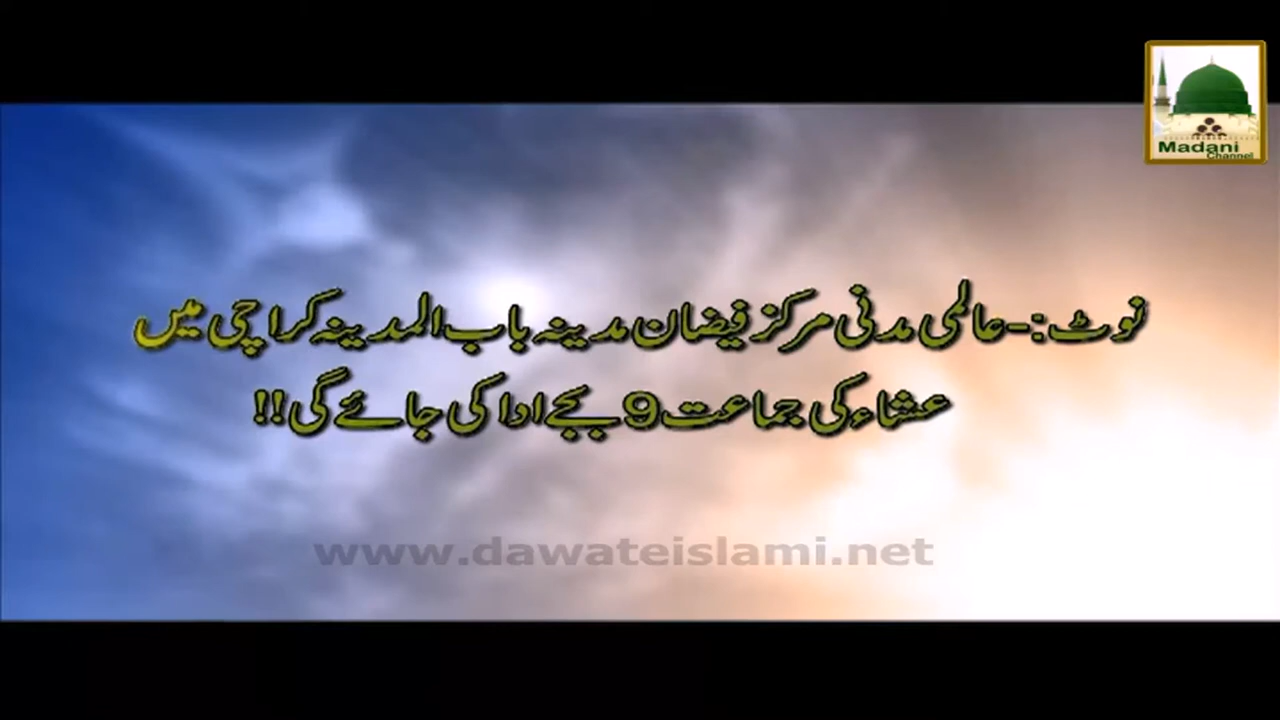 Madani
Channel
نوٹ:-عالمی مدنی مرکز فیضان مدینہ باب المدینہ کراچی میں
عشاء کی جماعت 9 بجے ادا کی جائے گی!!
www.dawateislami.net